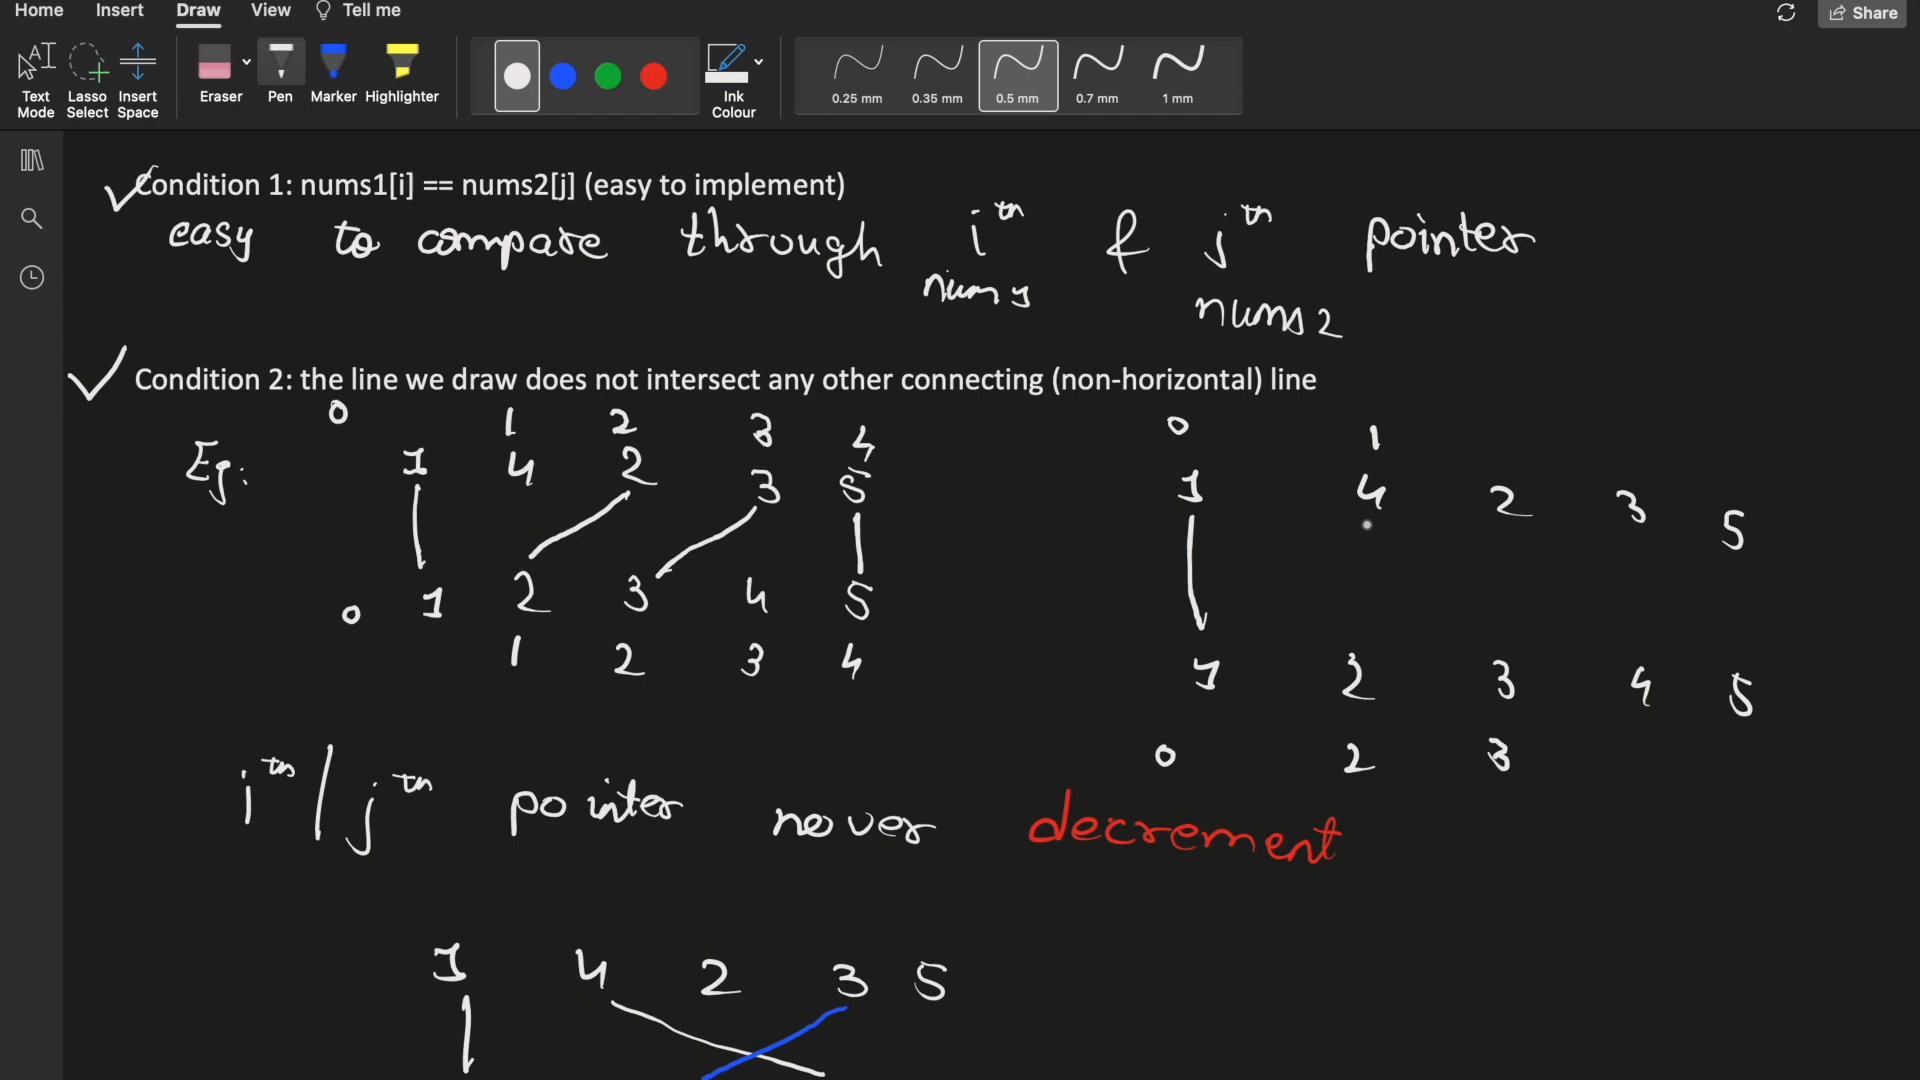 Home Insert Draw View Tell me Share
Text Mode Lasso Select Insert Space Eraser Pen Marker Highlighter Ink Colour 0.25 mm 0.35 mm 0.5 mm 0.7 mm 1 mm
Condition 1: nums1[i] == nums2[j] (easy to implement)
easy to compare through i th & j th pointer
nums1 nums2
Condition 2: the line we draw does not intersect any other connecting (non-horizontal) line
0 1 2 3 4
Eg: 1 4 2 3 5
0 1 2 3 4 5
1 2 3 4
0 1
1 4 2 3 5
1 2 3 4 5
0 2 3
i th / j th pointer never decrement
1 4 2 3 5